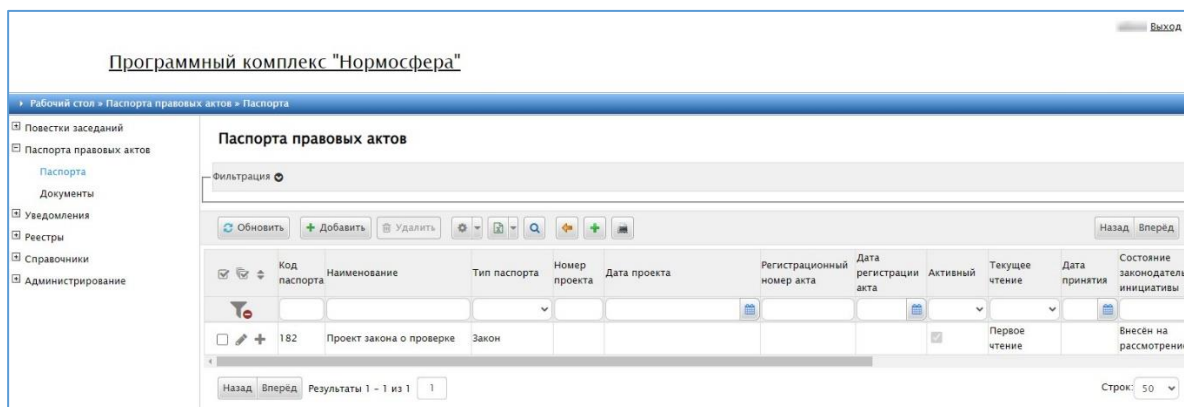 Выход
Программный комплекс "Нормосфера"
Рабочий стол » Паспорта правовых актов » Паспорта
Повестки заседаний
Паспорта правовых актов
Паспорта
Документы
Уведомления
Реестры
Справочники
Администрирование
Паспорта правовых актов
Фильтрация
Обновить Добавить Удалить Назад Вперёд
Код паспорта Наименование Тип паспорта Номер проекта Дата проекта Регистрационный номер акта Дата регистрации акта Активный Текущее чтение Дата принятия Состояние законодатель инициативы
182 Проект закона о проверке Закон Первое чтение Внесён на рассмотрение
Назад Вперёд Результаты 1 - 1 из 1 1 Строк: 50